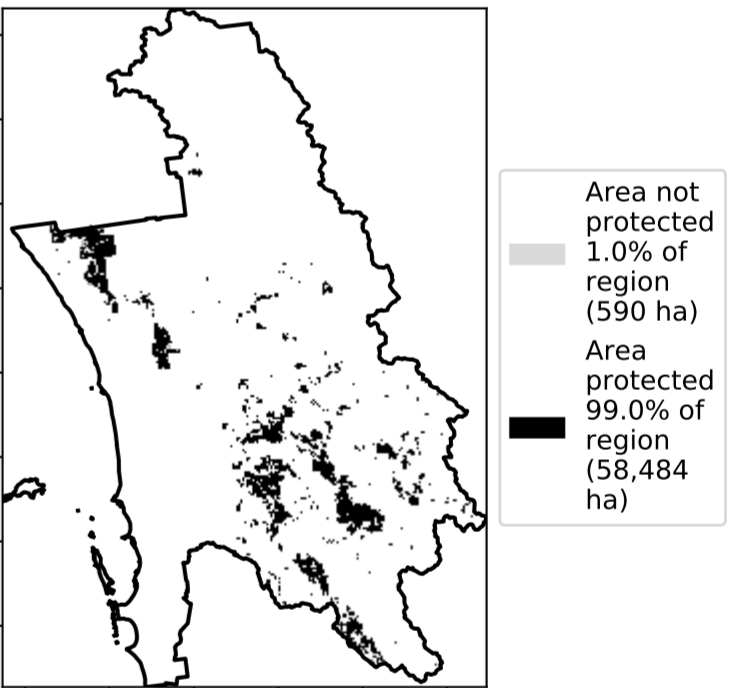 Area not
protected
1.0% of
region
(590 ha)
Area
protected
99.0% of
region
(58,484
ha)